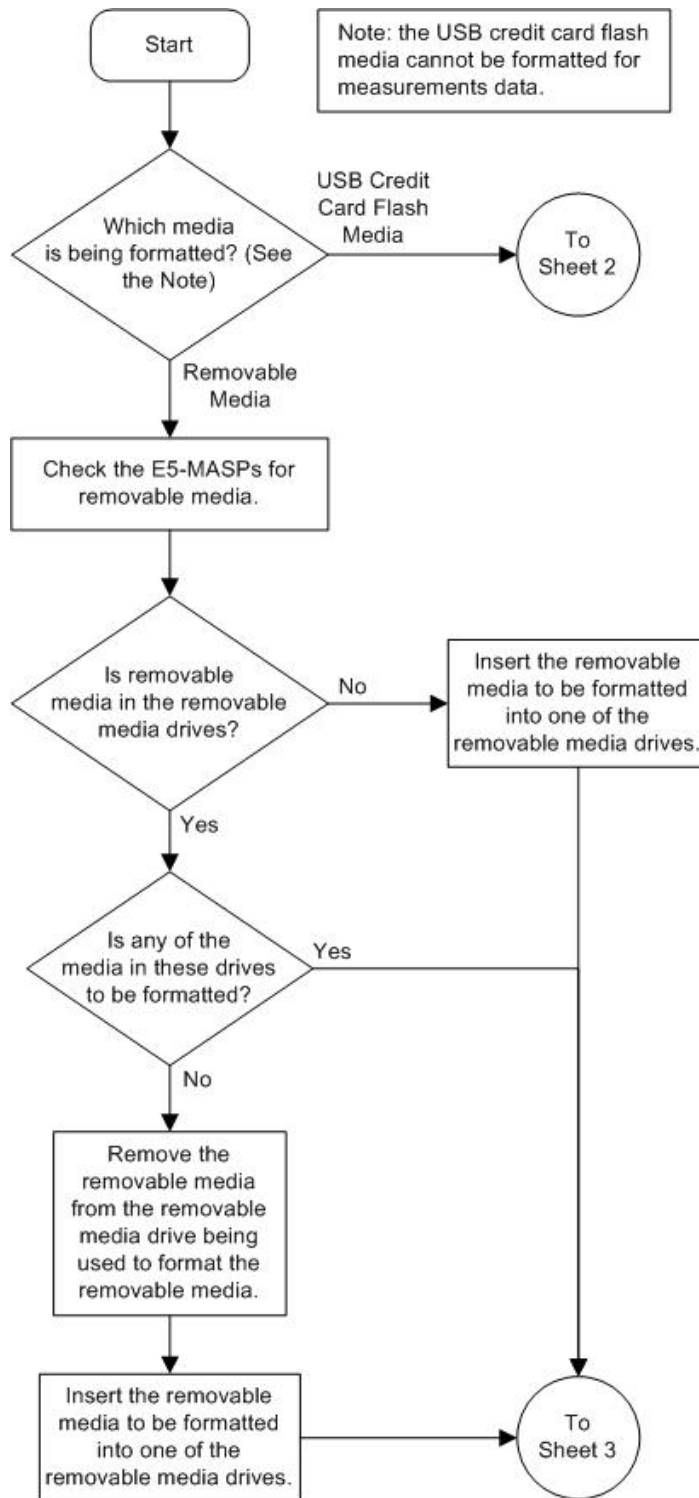 Start
Note: the USB credit card flash
media cannot be formatted for
measurements data.
Which media
is being formatted? (See
the Note)
USB Credit
Card Flash
Media
To
Sheet 2
Removable
Media
Check the E5-MASPs for
removable media.
Is removable
media in the removable
media drives?
No
Insert the removable
media to be formatted
into one of the
removable media drives.
Yes
Is any of the
media in these drives
to be formatted?
Yes
No
Remove the
removable media
from the removable
media drive being
used to format the
removable media.
Insert the removable
media to be formatted
into one of the
removable media drives.
To
Sheet 3